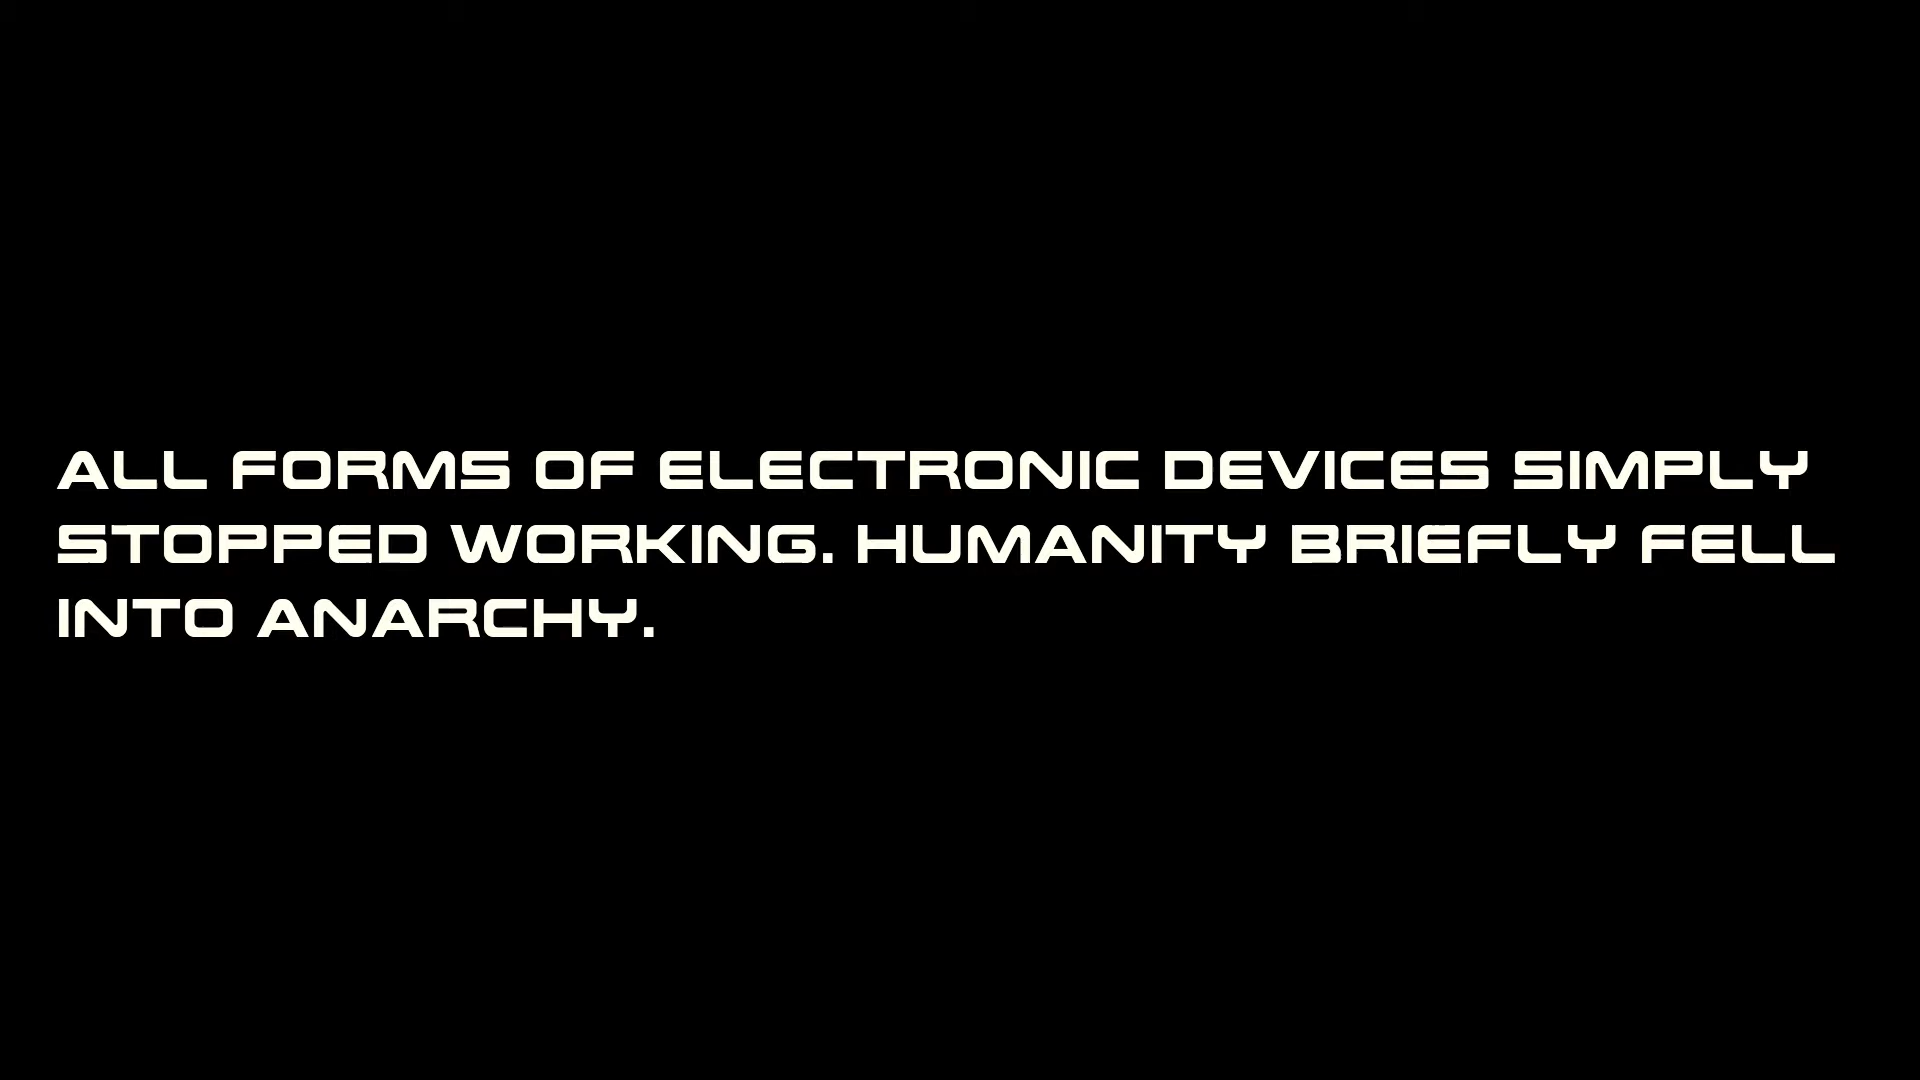 ALL FORMS OF ELECTRONIC DEVICES SIMPLY
STOPPED WORKING. HUMANITY BRIEFLY FELL
INTO ANARCHY.